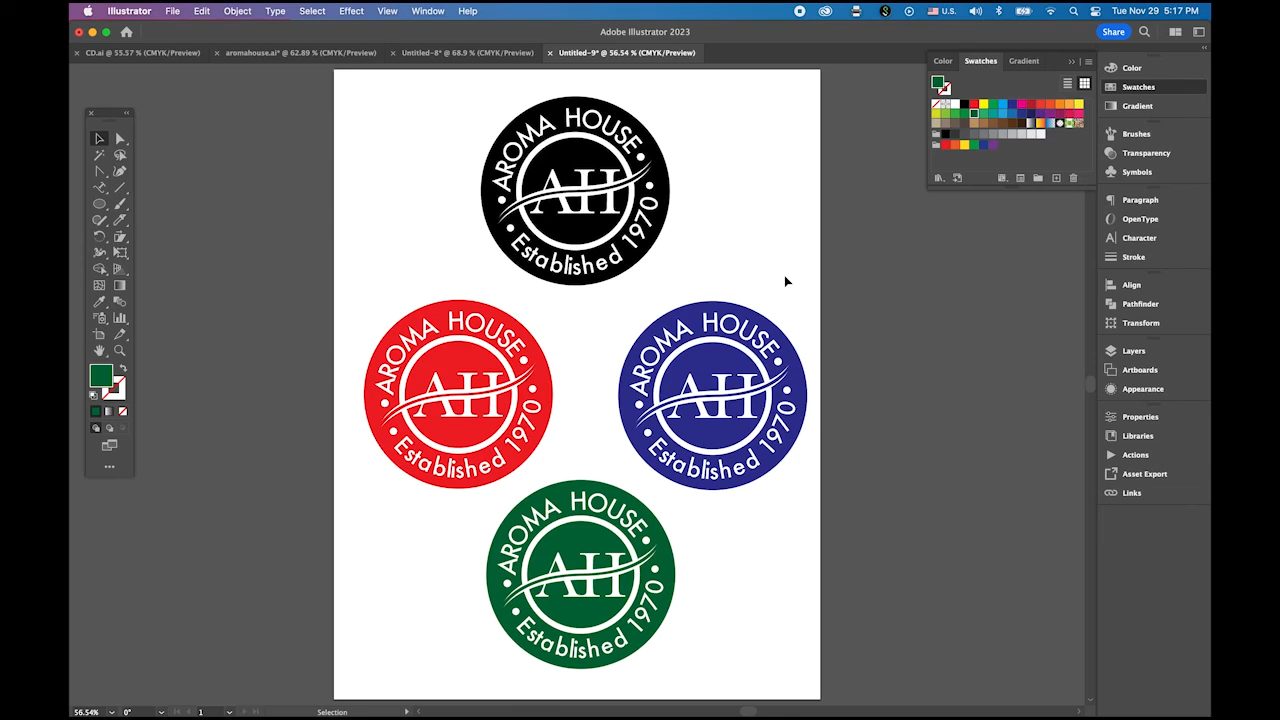 Illustrator File Edit Object Type Select Effect View Window Help U.S. Tue Nov 29 5:17 PM
Adobe Illustrator 2023
Share
CD.ai @ 55.57 % (CMYK/Preview)
aromahouse.ai* @ 62.89 % (CMYK/Preview)
Untitled-8* @ 68.9 % (CMYK/Preview)
Untitled-9* @ 56.54 % (CMYK/Preview)
Color Swatches Gradient
Color
Swatches
Gradient
Brushes
Transparency
Symbols
Paragraph
OpenType
Character
Stroke
Align
Pathfinder
Transform
Layers
Artboards
Appearance
Properties
Libraries
Actions
Asset Export
Links
AROMA HOUSE
AH
Established 1970
AROMA HOUSE
AH
Established 1970
AROMA HOUSE
AH
Established 1970
AROMA HOUSE
AH
Established 1970
56.54% 0° 1 Selection